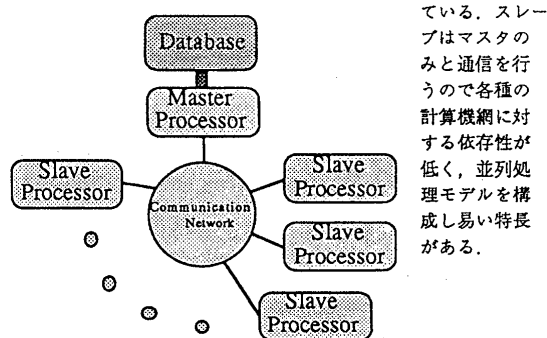 Database
Master
Processor
Slave
Processor
Communication
Network
Slave
Processor
Slave
Processor
Slave
Processor
ている．スレー
ブはマスタの
みと通信を行
うので各種の
計算機網に対
する依存性が
低く，並列処
理モデルを構
成し易い特長
がある．